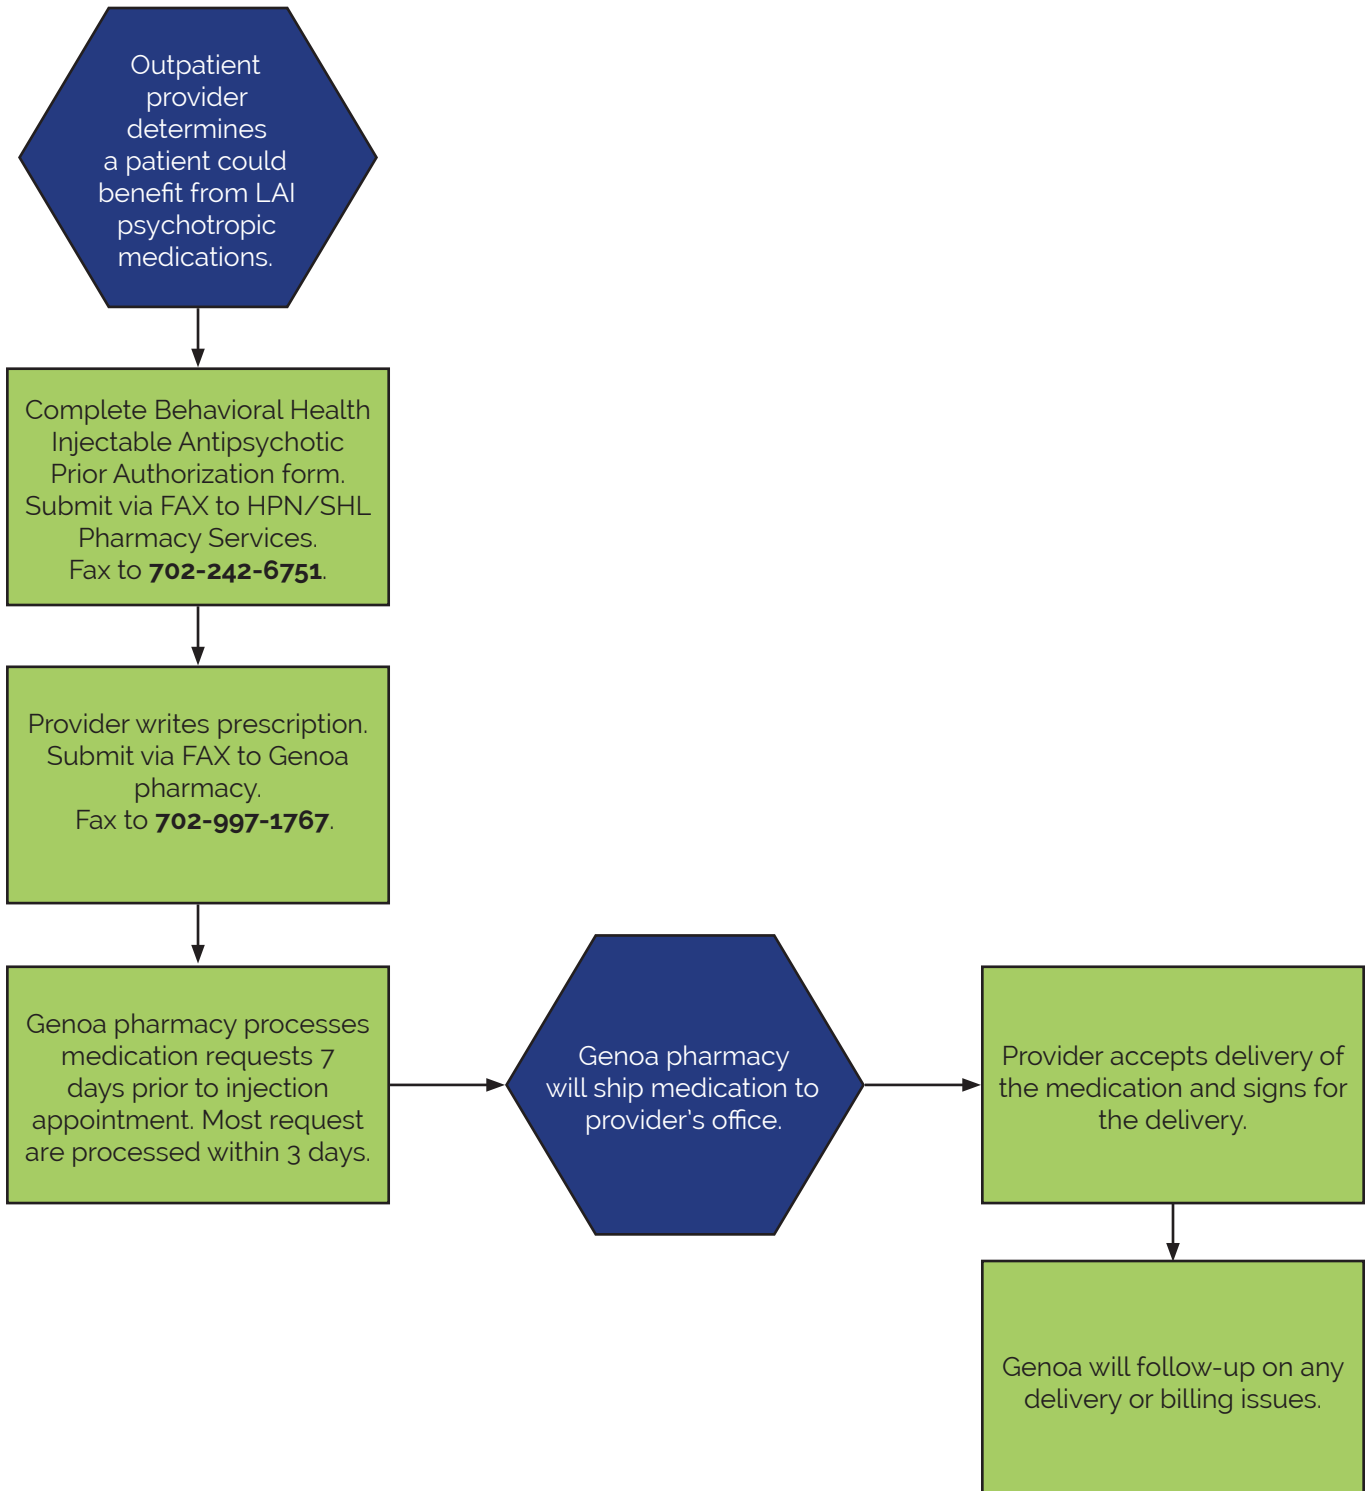 Outpatient
provider
determines
a patient could
benefit from LAI
psychotropic
medications.
Complete Behavioral Health
Injectable Antipsychotic
Prior Authorization form.
Submit via FAX to HPN/SHL
Pharmacy Services.
Fax to 702-242-6751.
Provider writes prescription.
Submit via FAX to Genoa
pharmacy.
Fax to 702-997-1767.
Genoa pharmacy processes
medication requests 7
days prior to injection
appointment. Most request
are processed within 3 days.
Genoa pharmacy
will ship medication to
provider's office.
Provider accepts delivery of
the medication and signs for
the delivery.
Genoa will follow-up on any
delivery or billing issues.